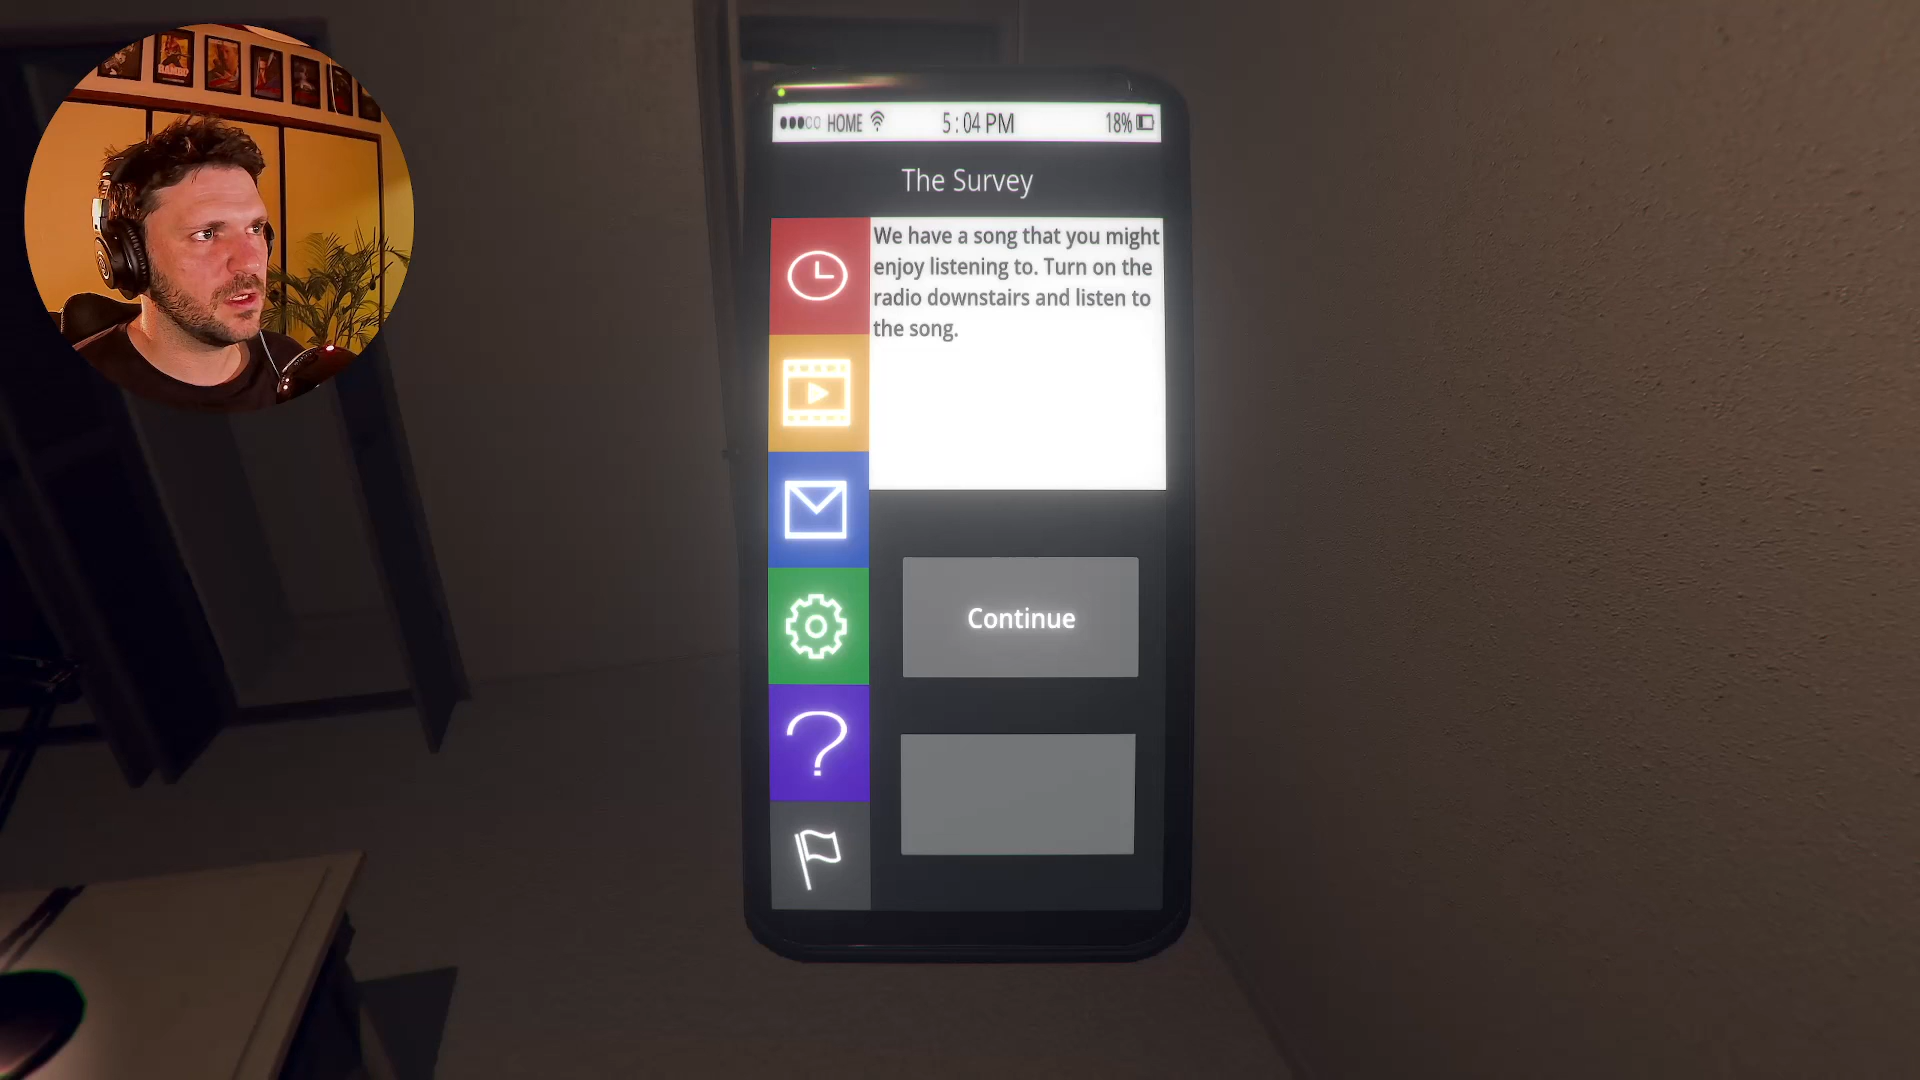 HOME 5:04 PM 18%
The Survey
We have a song that you might
enjoy listening to. Turn on the
radio downstairs and listen to
the song.
Continue